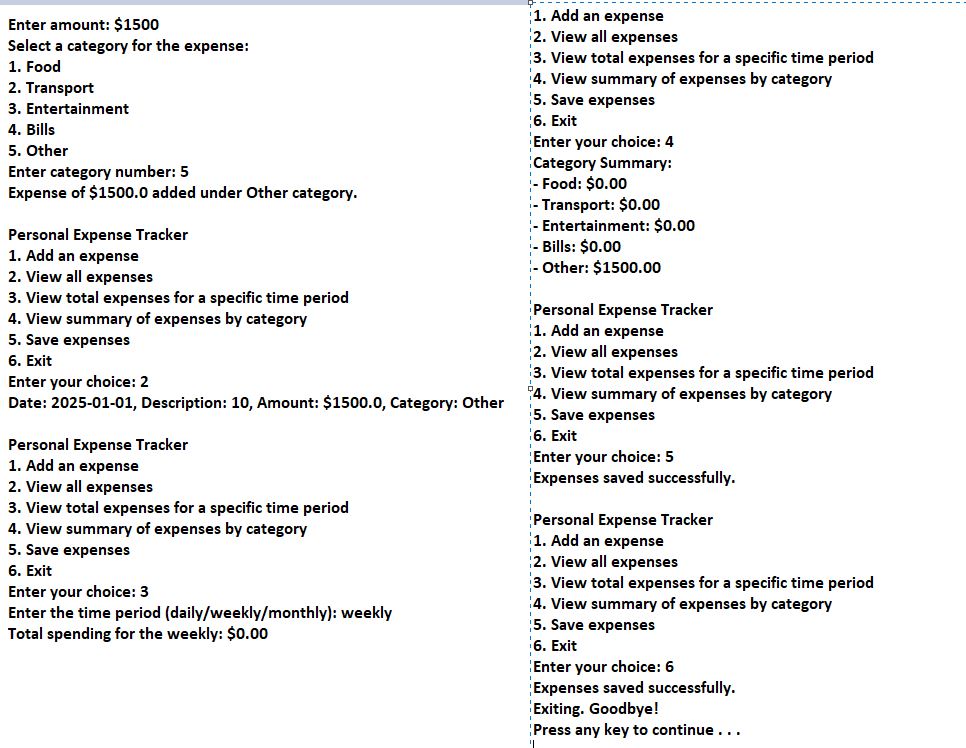 Enter amount: $1500
Select a category for the expense:
1. Food
2. Transport
3. Entertainment
4. Bills
5. Other
Enter category number: 5
Expense of $1500.0 added under Other category.

Personal Expense Tracker
1. Add an expense
2. View all expenses
3. View total expenses for a specific time period
4. View summary of expenses by category
5. Save expenses
6. Exit
Enter your choice: 2
Date: 2025-01-01, Description: 10, Amount: $1500.0, Category: Other

Personal Expense Tracker
1. Add an expense
2. View all expenses
3. View total expenses for a specific time period
4. View summary of expenses by category
5. Save expenses
6. Exit
Enter your choice: 3
Enter the time period (daily/weekly/monthly): weekly
Total spending for the weekly: $0.00

1. Add an expense
2. View all expenses
3. View total expenses for a specific time period
4. View summary of expenses by category
5. Save expenses
6. Exit
Enter your choice: 4
Category Summary:
- Food: $0.00
- Transport: $0.00
- Entertainment: $0.00
- Bills: $0.00
- Other: $1500.00

Personal Expense Tracker
1. Add an expense
2. View all expenses
3. View total expenses for a specific time period
4. View summary of expenses by category
5. Save expenses
6. Exit
Enter your choice: 5
Expenses saved successfully.

Personal Expense Tracker
1. Add an expense
2. View all expenses
3. View total expenses for a specific time period
4. View summary of expenses by category
5. Save expenses
6. Exit
Enter your choice: 6
Expenses saved successfully.
Exiting. Goodbye!
Press any key to continue . . .